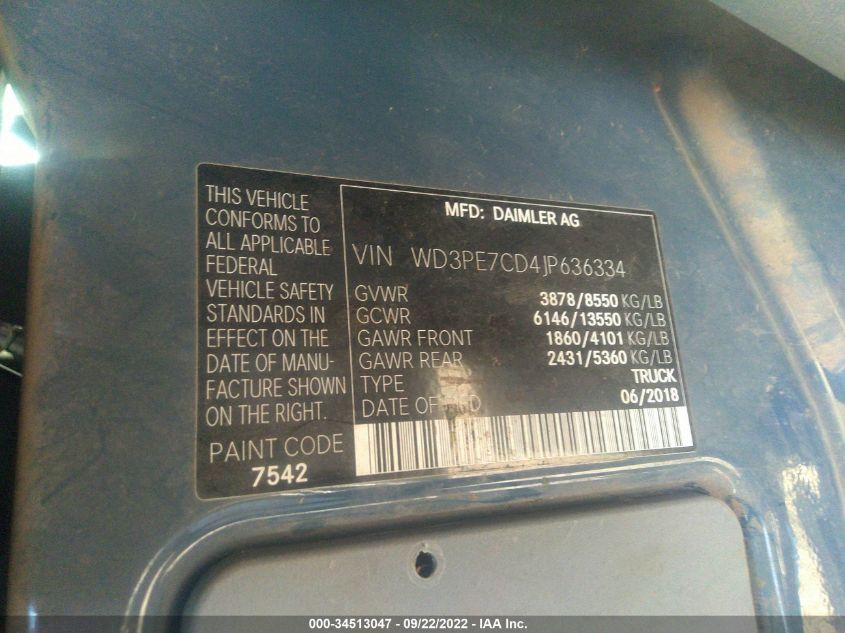 THIS VEHICLE
CONFORMS TO
ALL APPLICABLE
FEDERAL
VEHICLE SAFETY
STANDARDS IN
EFFECT ON THE
DATE OF MANU-
FACTURE SHOWN
ON THE RIGHT.
PAINT CODE
7542
MFD: DAIMLER AG
VIN WD3PE7CD4JP636334
GVWR 3878/8550 KG/LB
GCWR 6146/13550 KG/LB
GAWR FRONT 1860/4101 KG/LB
GAWR REAR 2431/5360 KG/LB
TYPE TRUCK
DATE OF MFD 06/2018
000-34513047 - 09/22/2022 - IAA Inc.